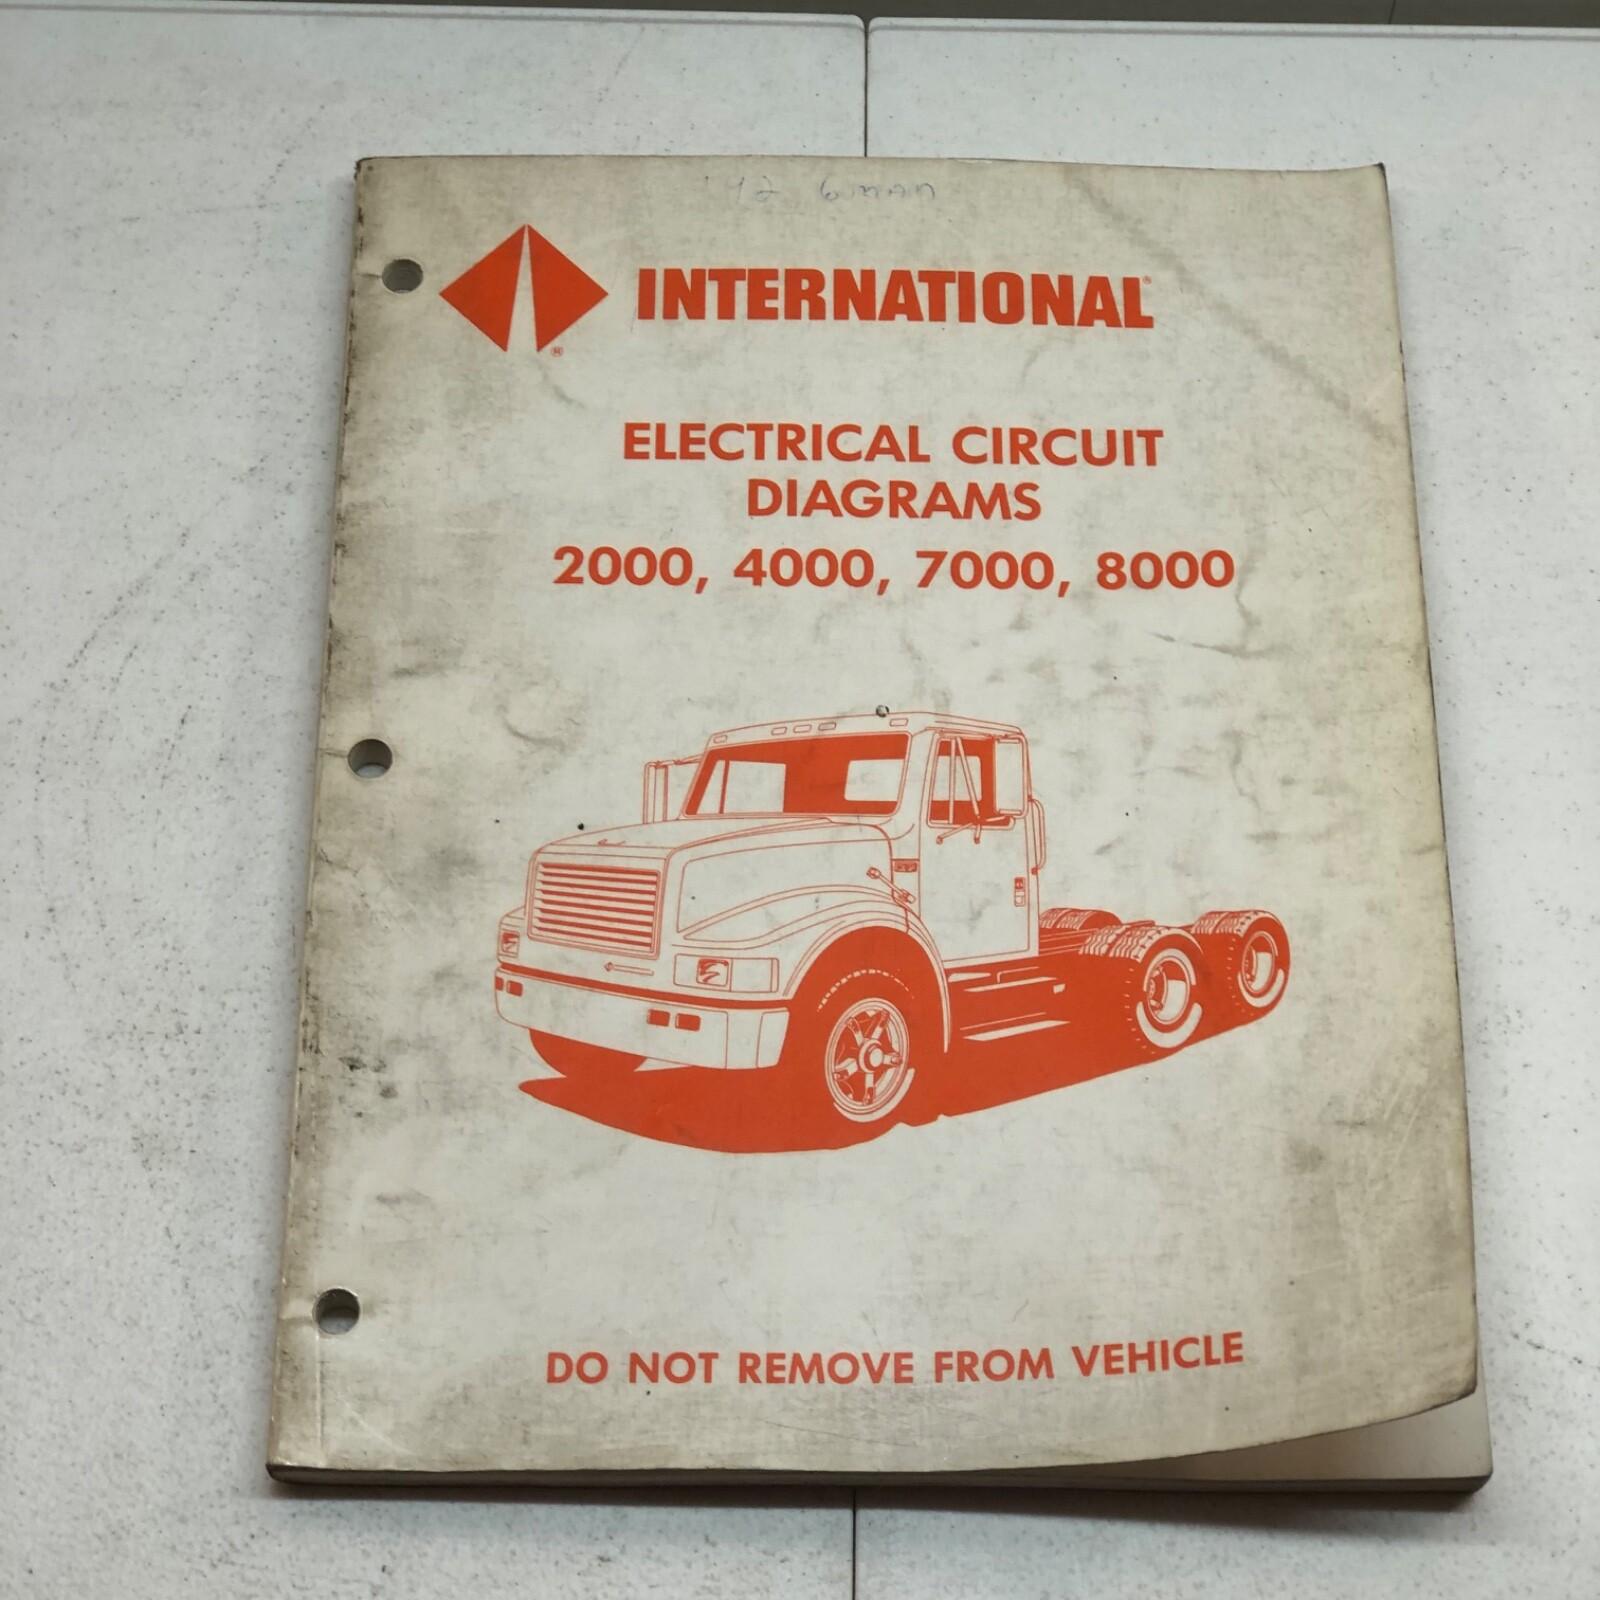 INTERNATIONAL®
®
ELECTRICAL CIRCUIT
DIAGRAMS
2000, 4000, 7000, 8000
DO NOT REMOVE FROM VEHICLE